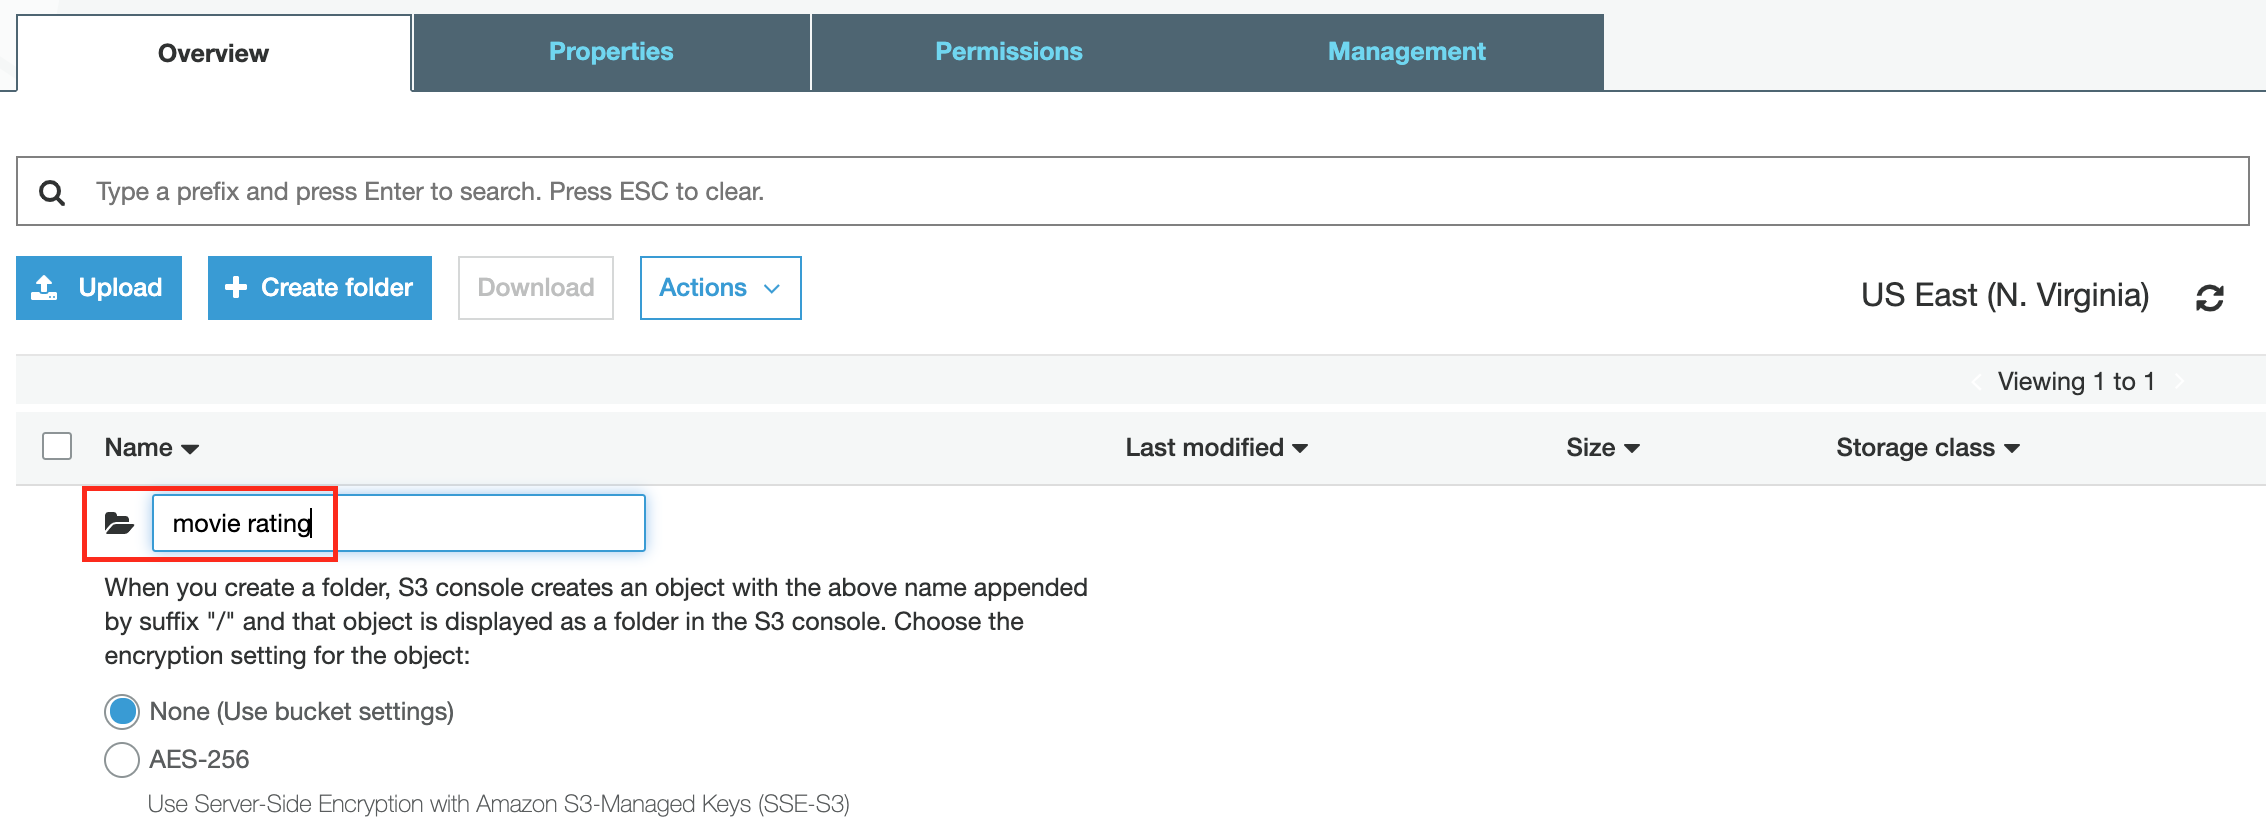 Overview Properties Permissions Management
Type a prefix and press Enter to search. Press ESC to clear.
Upload Create folder Download Actions US East (N. Virginia)
Viewing 1 to 1
Name Last modified Size Storage class
movie rating
When you create a folder, S3 console creates an object with the above name appended
by suffix "/" and that object is displayed as a folder in the S3 console. Choose the
encryption setting for the object:
None (Use bucket settings)
AES-256
Use Server-Side Encryption with Amazon S3-Managed Keys (SSE-S3)